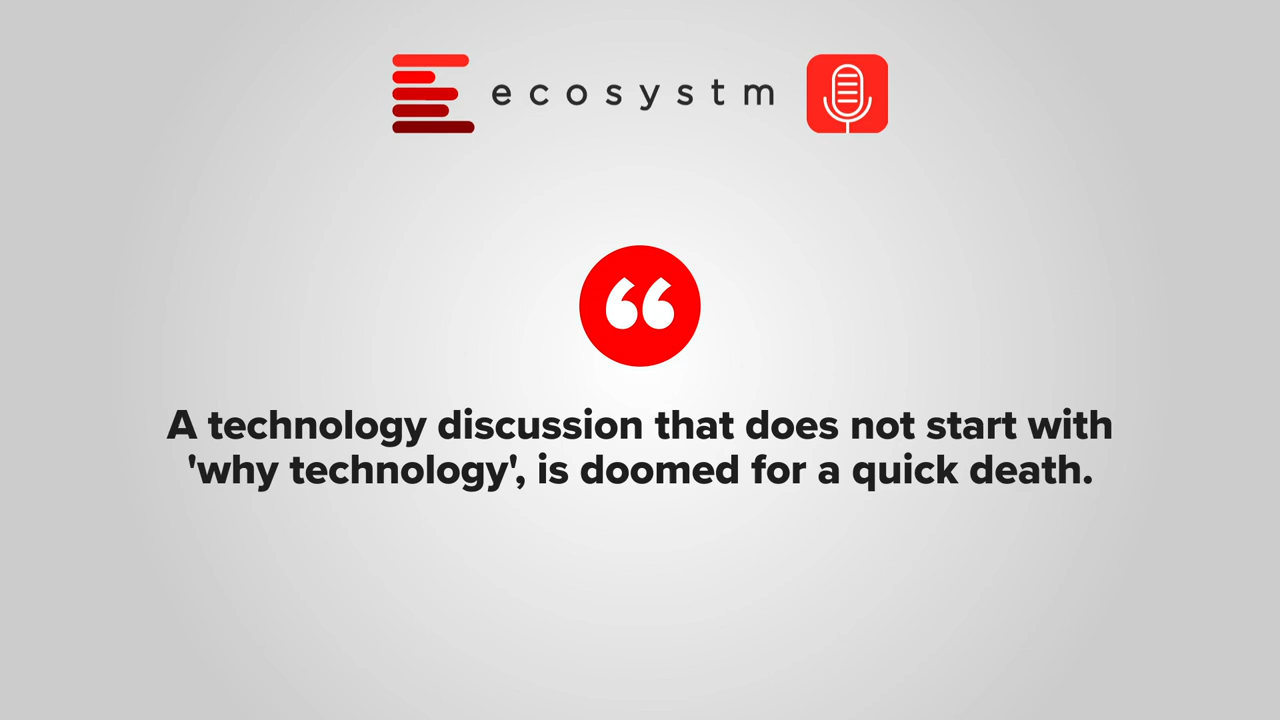 ecosystm
A technology discussion that does not start with
'why technology', is doomed for a quick death.